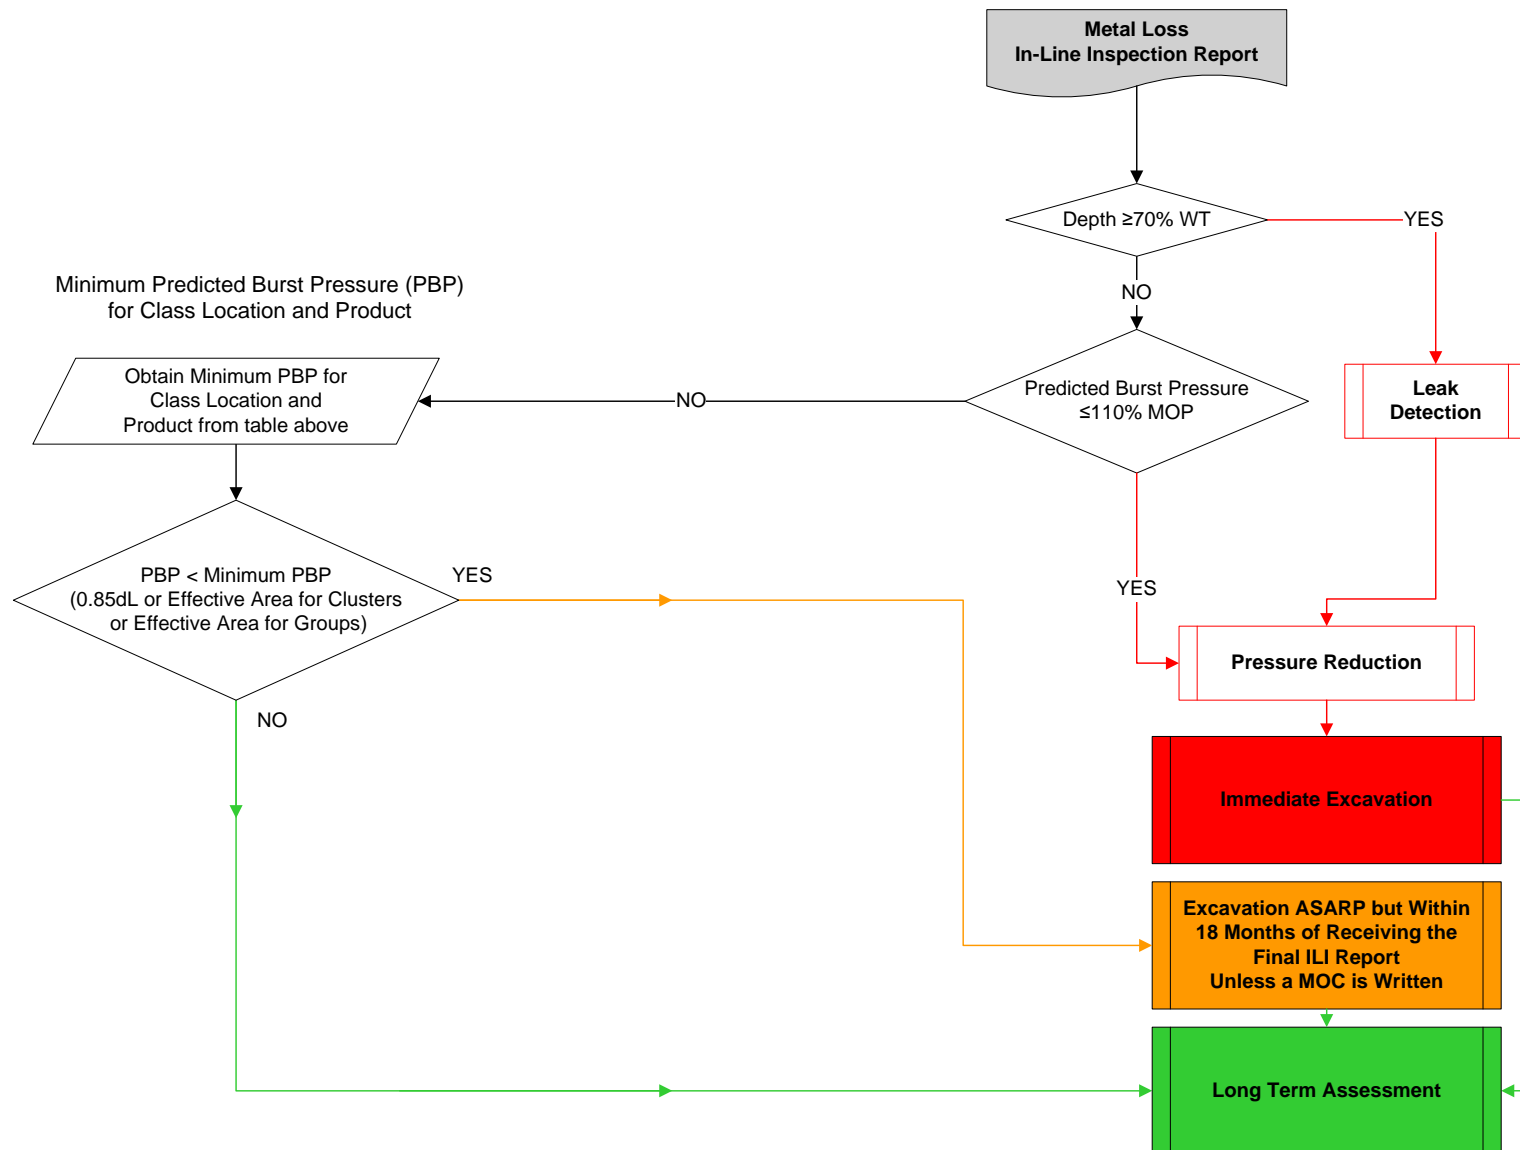 Metal Loss
In-Line Inspection Report
Depth ≥70% WT
YES
NO
Minimum Predicted Burst Pressure (PBP)
for Class Location and Product
Obtain Minimum PBP for
Class Location and
Product from table above
NO
Predicted Burst Pressure
≤110% MOP
Leak
Detection
PBP < Minimum PBP
(0.85dL or Effective Area for Clusters
or Effective Area for Groups)
YES
YES
Pressure Reduction
NO
Immediate Excavation
Excavation ASARP but Within
18 Months of Receiving the
Final ILI Report
Unless a MOC is Written
Long Term Assessment